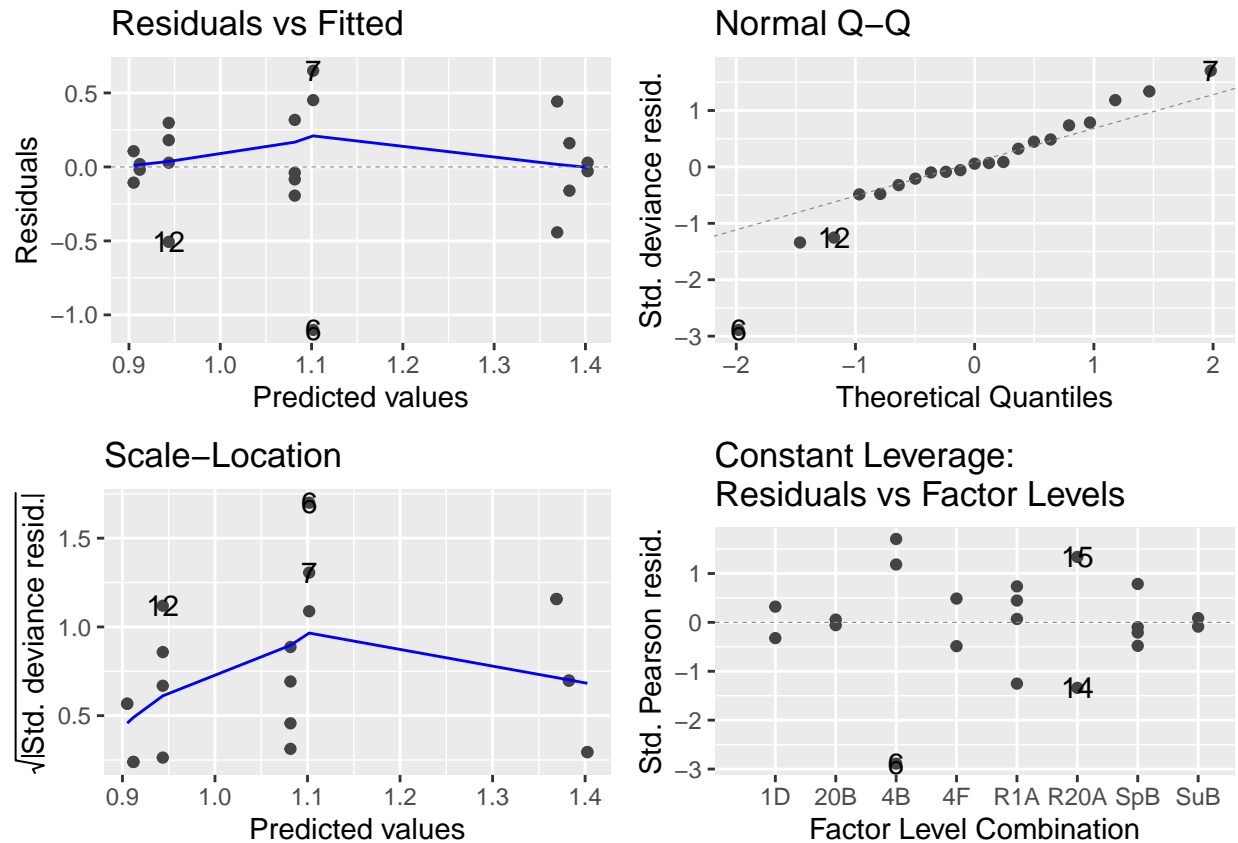 Residuals vs Fitted
7
12
6
0.5
0.0
−0.5
−1.0
Residuals
0.9 1.0 1.1 1.2 1.3 1.4
Predicted values
Normal Q−Q
7
12
6
1
0
−1
−2
−3
Std. deviance resid.
−2 −1 0 1 2
Theoretical Quantiles
Scale−Location
6
7
12
1.5
1.0
0.5
√|Std. deviance resid.|
0.9 1.0 1.1 1.2 1.3 1.4
Predicted values
Constant Leverage:
Residuals vs Factor Levels
15
14
6
1
0
−1
−2
−3
Std. Pearson resid.
1D 20B 4B 4F R1A R20A SpB SuB
Factor Level Combination